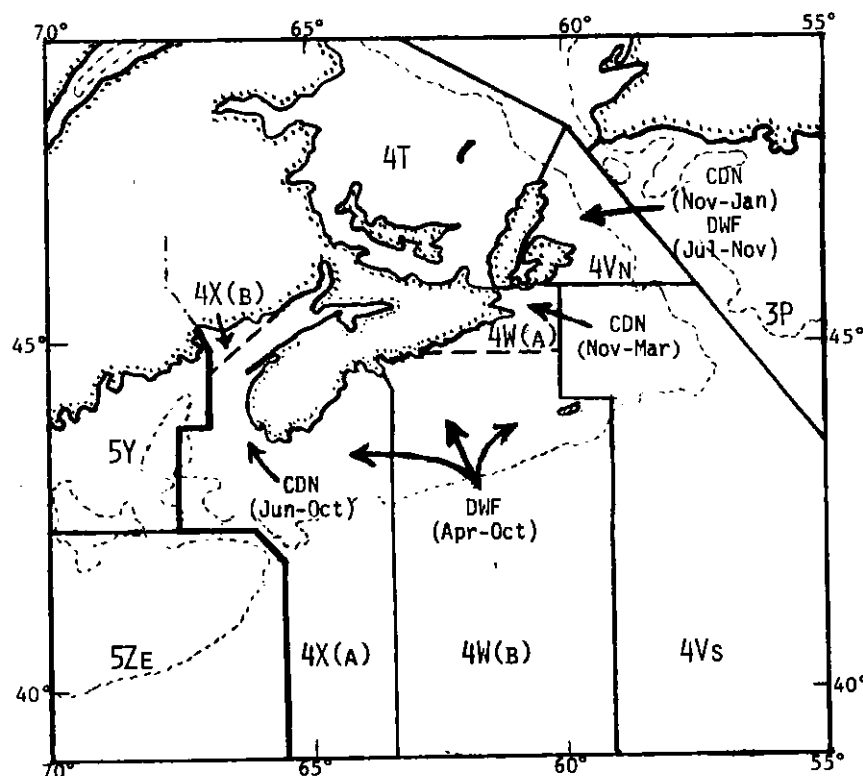 70° 65° 60° 55°
4T
CDN
(Nov-Jan)
DWF
(Jul-Nov)
4VN
4X(B)
3P
45° 4W(A) CDN 45°
(Nov-Mar)
5Y
CDN
(Jun-Oct)
DWF
(Apr-Oct)
5ZE 4X(A) 4W(B) 4VS
40° 40°
70° 65° 60° 55°